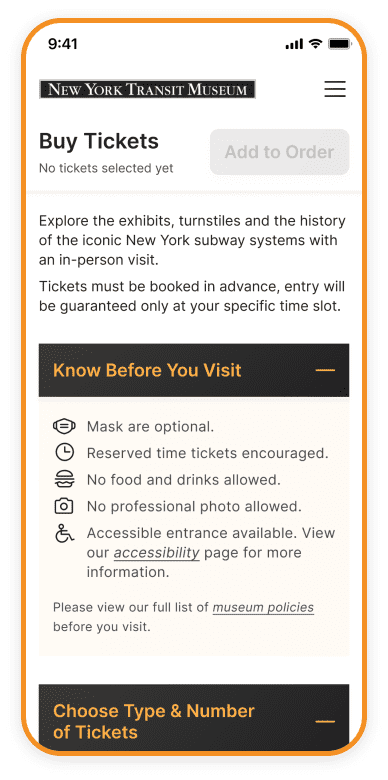 9:41
NEW YORK TRANSIT MUSEUM
Buy Tickets
No tickets selected yet
Add to Order
Explore the exhibits, turnstiles and the history
of the iconic New York subway systems with
an in-person visit.
Tickets must be booked in advance, entry will
be guaranteed only at your specific time slot.
Know Before You Visit
Mask are optional.
Reserved time tickets encouraged.
No food and drinks allowed.
No professional photo allowed.
Accessible entrance available. View
our accessibility page for more
information.
Please view our full list of museum policies
before you visit.
Choose Type & Number
of Tickets